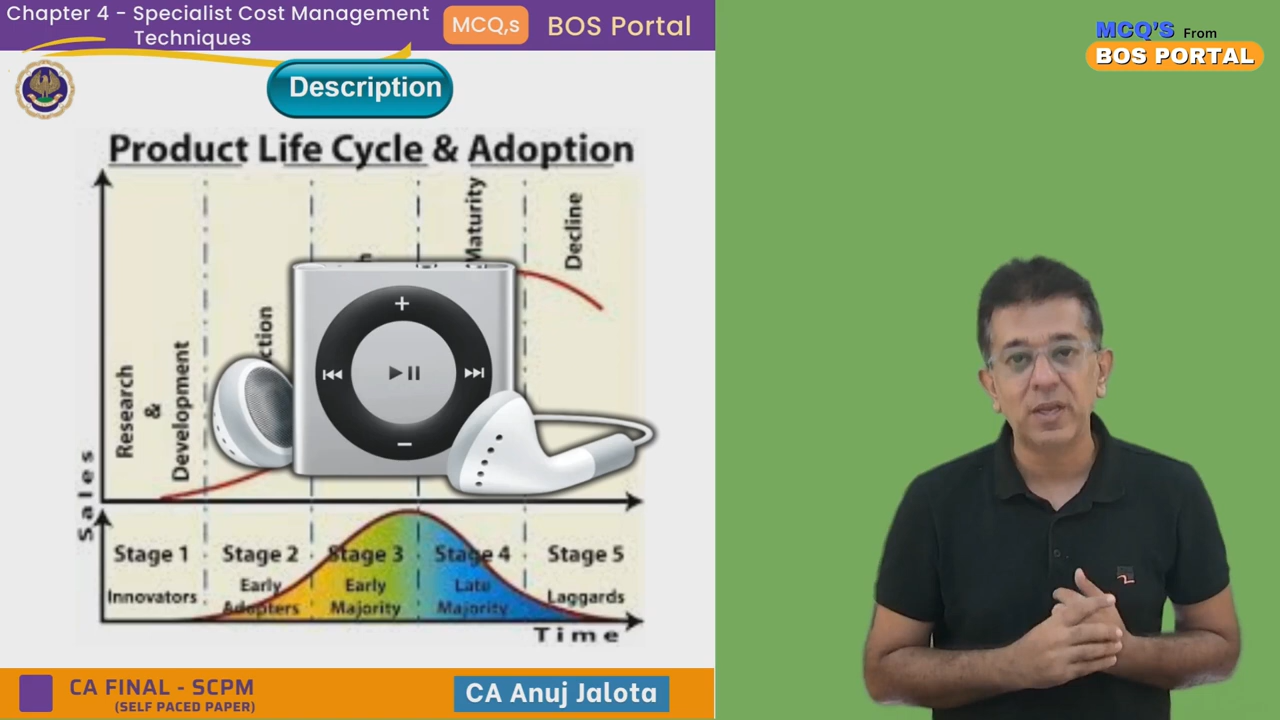 Chapter 4 - Specialist Cost Management
Techniques
MCQ,s
BOS Portal
MCQ'S From
BOS PORTAL
Description
Product Life Cycle & Adoption
Maturity
Decline
Research
&
Development
Sales
Stage 1
Stage 2
Stage 3
Stage 4
Stage 5
Innovators
Early
Adopters
Early
Majority
Late
Majority
Laggards
Time
CA FINAL - SCPM
(SELF PACED PAPER)
CA Anuj Jalota